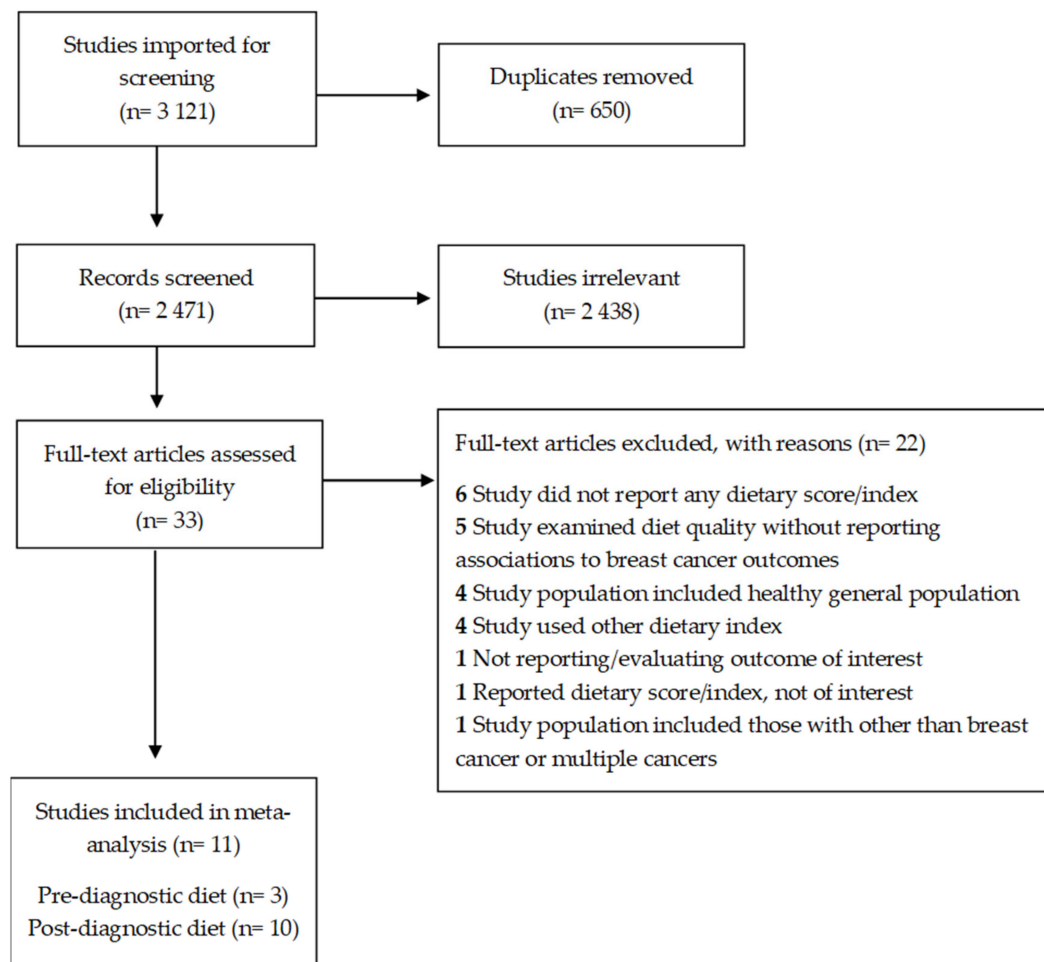 Studies imported for
screening
(n= 3 121)
Duplicates removed
(n= 650)
Records screened
(n= 2 471)
Studies irrelevant
(n= 2 438)
Full-text articles assessed
for eligibility
(n= 33)
Full-text articles excluded, with reasons (n= 22)
6 Study did not report any dietary score/index
5 Study examined diet quality without reporting
associations to breast cancer outcomes
4 Study population included healthy general population
4 Study used other dietary index
1 Not reporting/evaluating outcome of interest
1 Reported dietary score/index, not of interest
1 Study population included those with other than breast
cancer or multiple cancers
Studies included in meta-
analysis (n= 11)
Pre-diagnostic diet (n= 3)
Post-diagnostic diet (n= 10)